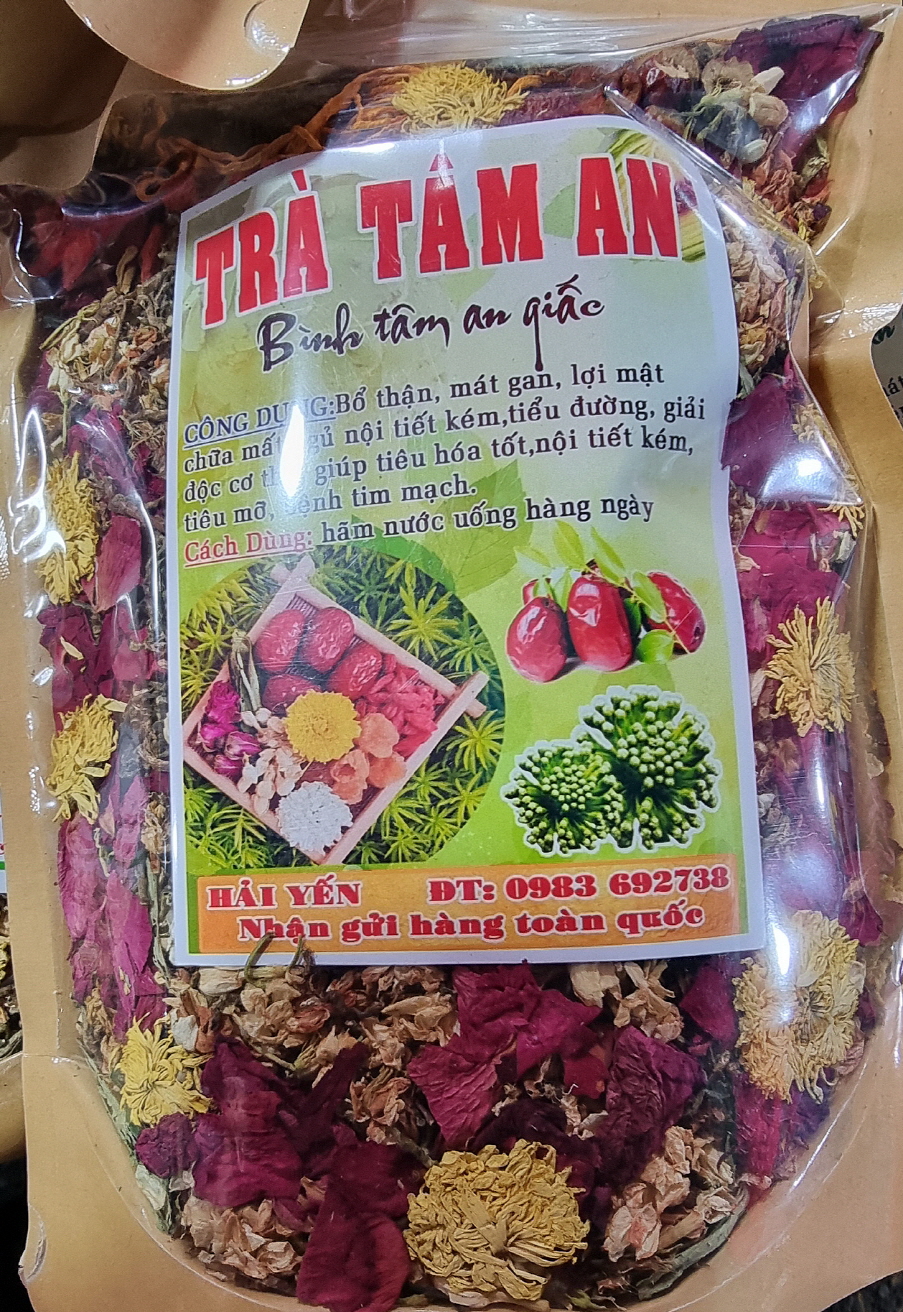 TRÀ TÂM AN
Bình tâm an giấc
CÔNG DỤNG:Bổ thận, mát gan, lợi mật
chữa mất ngủ nội tiết kém,tiểu đường, giải
độc cơ thể giúp tiêu hóa tốt,nội tiết kém,
tiêu mỡ, bệnh tim mạch.
Cách Dùng: hãm nước uống hàng ngày
HẢI YẾN ĐT: 0983 692738
Nhận gửi hàng toàn quốc